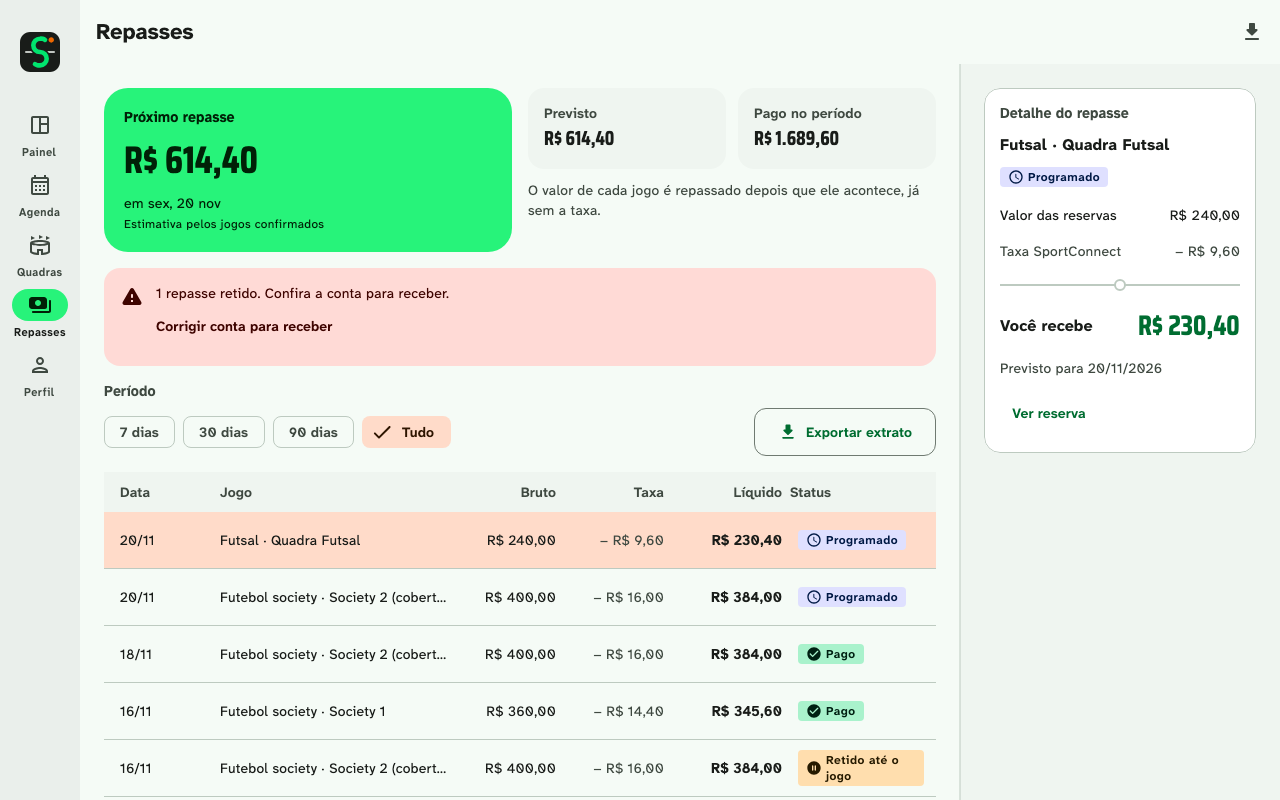 Repasses
Painel
Agenda
Quadras
Repasses
Perfil
Próximo repasse
R$ 614,40
em sex, 20 nov
Estimativa pelos jogos confirmados
Previsto
R$ 614,40
Pago no período
R$ 1.689,60
O valor de cada jogo é repassado depois que ele acontece, já
sem a taxa.
1 repasse retido. Confira a conta para receber.
Corrigir conta para receber
Período
7 dias 30 dias 90 dias Tudo
Exportar extrato
Data Jogo Bruto Taxa Líquido Status
20/11 Futsal · Quadra Futsal R$ 240,00 – R$ 9,60 R$ 230,40 Programado
20/11 Futebol society · Society 2 (cobert... R$ 400,00 – R$ 16,00 R$ 384,00 Programado
18/11 Futebol society · Society 2 (cobert... R$ 400,00 – R$ 16,00 R$ 384,00 Pago
16/11 Futebol society · Society 1 R$ 360,00 – R$ 14,40 R$ 345,60 Pago
16/11 Futebol society · Society 2 (cobert... R$ 400,00 – R$ 16,00 R$ 384,00 Retido até o
jogo
Detalhe do repasse
Futsal · Quadra Futsal
Programado
Valor das reservas R$ 240,00
Taxa SportConnect – R$ 9,60
Você recebe R$ 230,40
Previsto para 20/11/2026
Ver reserva